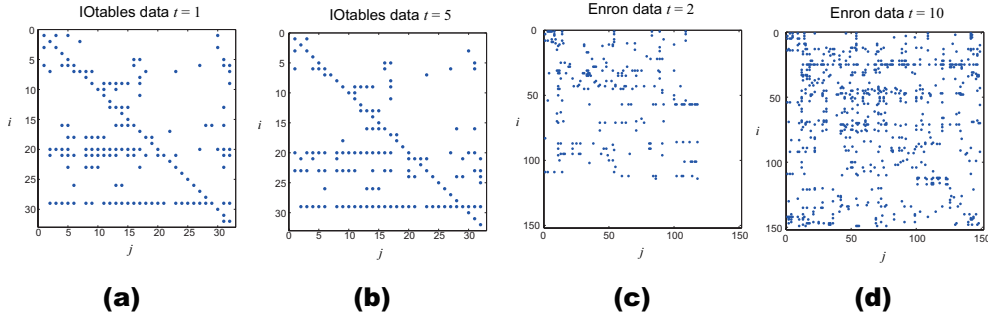 IOtables data t = 1
0
5
10
15
20
25
30
i
0 5 10 15 20 25 30
j
(a)
IOtables data t = 5
0
5
10
15
20
25
30
i
0 5 10 15 20 25 30
j
(b)
Enron data t = 2
0
50
100
150
i
0 50 100 150
j
(c)
Enron data t = 10
0
50
100
150
i
0 50 100 150
j
(d)